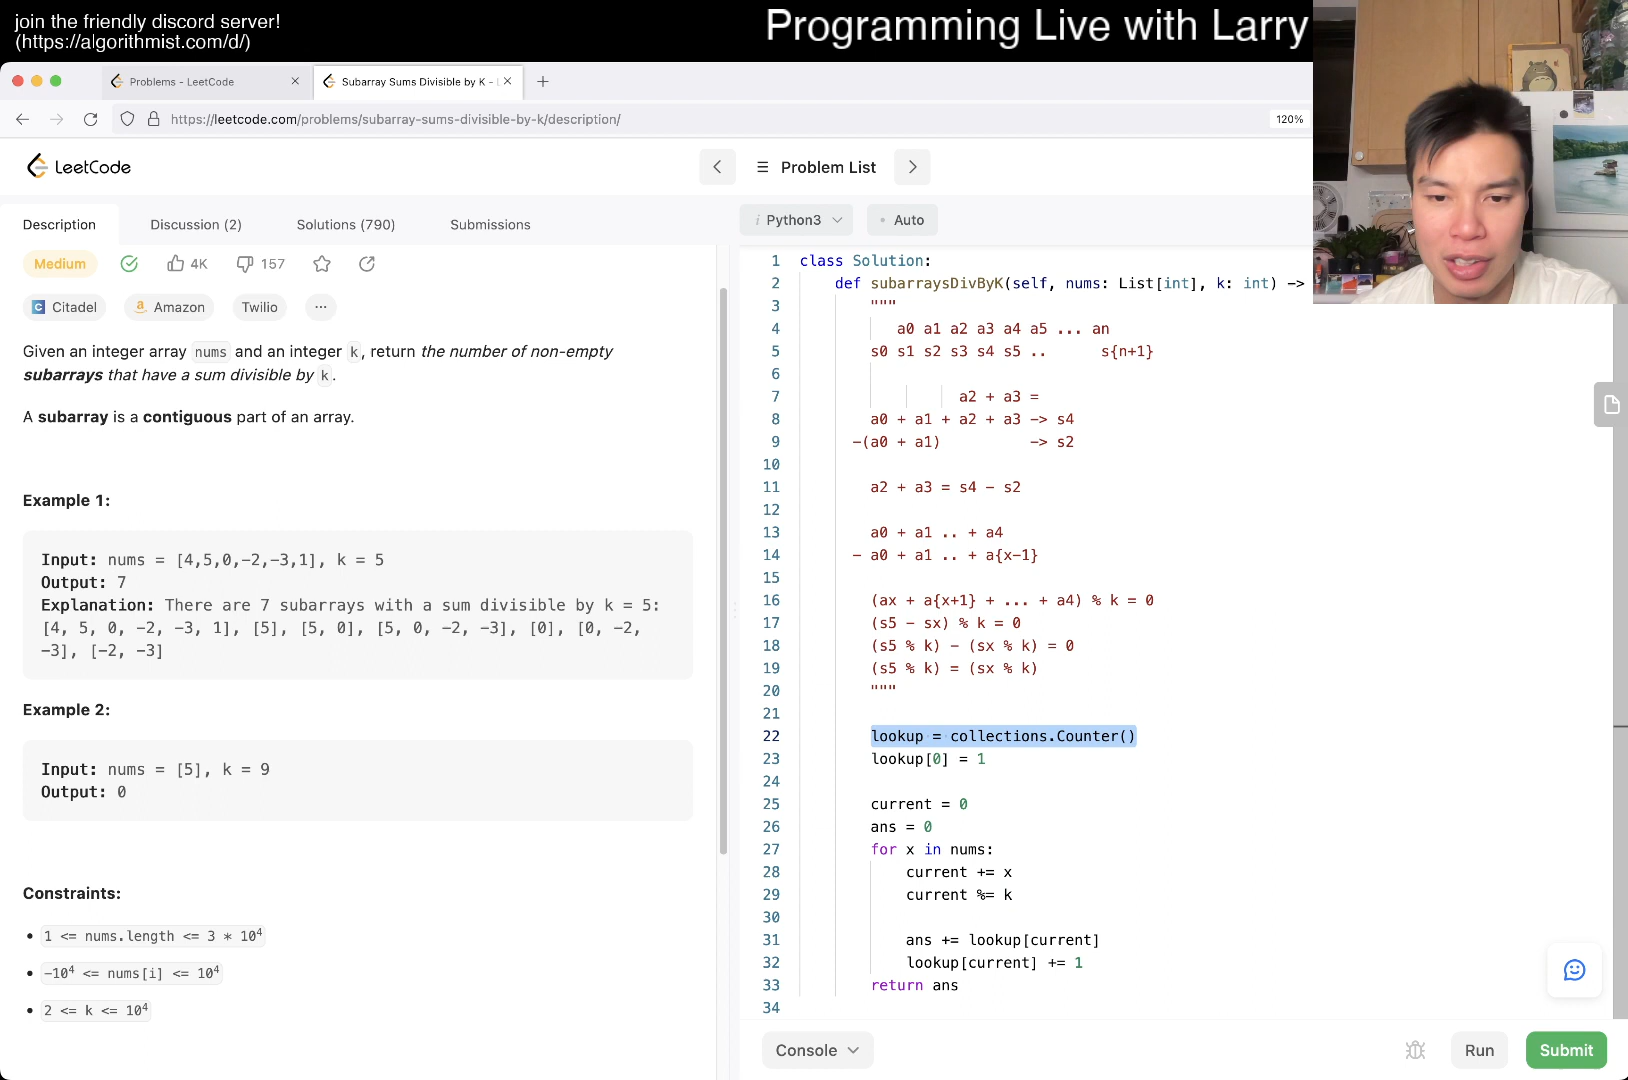 join the friendly discord server!
(https://algorithmist.com/d/)
Programming Live with Larry
Problems - LeetCode
Subarray Sums Divisible by K -
https://leetcode.com/problems/subarray-sums-divisible-by-k/description/
120%
LeetCode
Problem List
Description
Discussion (2)
Solutions (790)
Submissions
Medium
4K
157
Citadel
Amazon
Twilio
...
Given an integer array nums and an integer k, return the number of non-empty
subarrays that have a sum divisible by k.
A subarray is a contiguous part of an array.
Example 1:
Input: nums = [4,5,0,-2,-3,1], k = 5
Output: 7
Explanation: There are 7 subarrays with a sum divisible by k = 5:
[4, 5, 0, -2, -3, 1], [5], [5, 0], [5, 0, -2, -3], [0], [0, -2,
-3], [-2, -3]
Example 2:
Input: nums = [5], k = 9
Output: 0
Constraints:
1 <= nums.length <= 3 * 10⁴
-10⁴ <= nums[i] <= 10⁴
2 <= k <= 10⁴
i Python3
Auto
1 class Solution:
2 def subarraysDivByK(self, nums: List[int], k: int) ->
3 """
4 a0 a1 a2 a3 a4 a5 ... an
5 s0 s1 s2 s3 s4 s5 .. s{n+1}
6
7 a2 + a3 =
8 a0 + a1 + a2 + a3 -> s4
9 -(a0 + a1) -> s2
10
11 a2 + a3 = s4 - s2
12
13 a0 + a1 .. + a4
14 - a0 + a1 .. + a{x-1}
15
16 (ax + a{x+1} + ... + a4) % k = 0
17 (s5 - sx) % k = 0
18 (s5 % k) - (sx % k) = 0
19 (s5 % k) = (sx % k)
20 """
21
22 lookup = collections.Counter()
23 lookup[0] = 1
24
25 current = 0
26 ans = 0
27 for x in nums:
28 current += x
29 current %= k
30
31 ans += lookup[current]
32 lookup[current] += 1
33 return ans
34
Console
Run
Submit